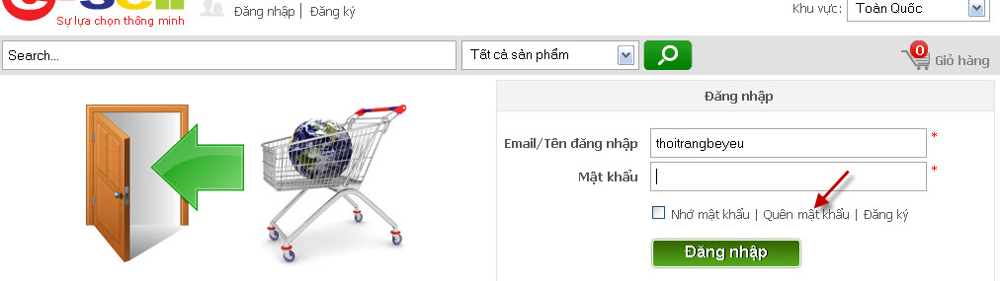 Sự lựa chọn thông minh
Đăng nhập | Đăng ký
Khu vực: Toàn Quốc
Search... Tất cả sản phẩm 0 Giỏ hàng
Đăng nhập
Email/Tên đăng nhập thoitrangbeyeu *
Mật khẩu *
Nhớ mật khẩu | Quên mật khẩu | Đăng ký
Đăng nhập